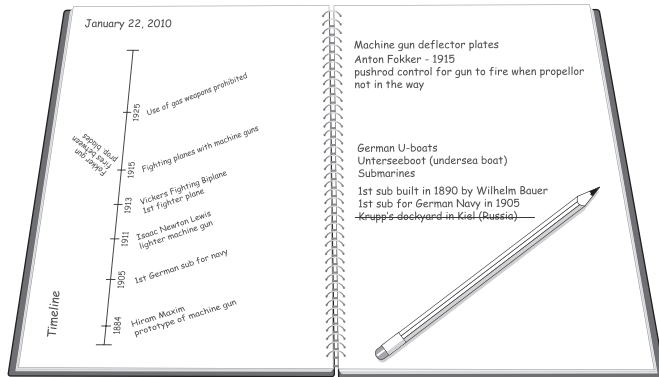 January 22, 2010
1925
Use of gas weapons prohibited
Fokker gun
fires between
prop. blades
1915
Fighting planes with machine guns
1913
Vickers Fighting Biplane
1st fighter plane
1911
Isaac Newton Lewis
lighter machine gun
1905
1st German sub for navy
1884
Hiram Maxim
prototype of machine gun
Timeline
Machine gun deflector plates
Anton Fokker - 1915
pushrod control for gun to fire when propellor
not in the way
German U-boats
Unterseeboot (undersea boat)
Submarines
1st sub built in 1890 by Wilhelm Bauer
1st sub for German Navy in 1905
Krupp's dockyard in Kiel (Russia)